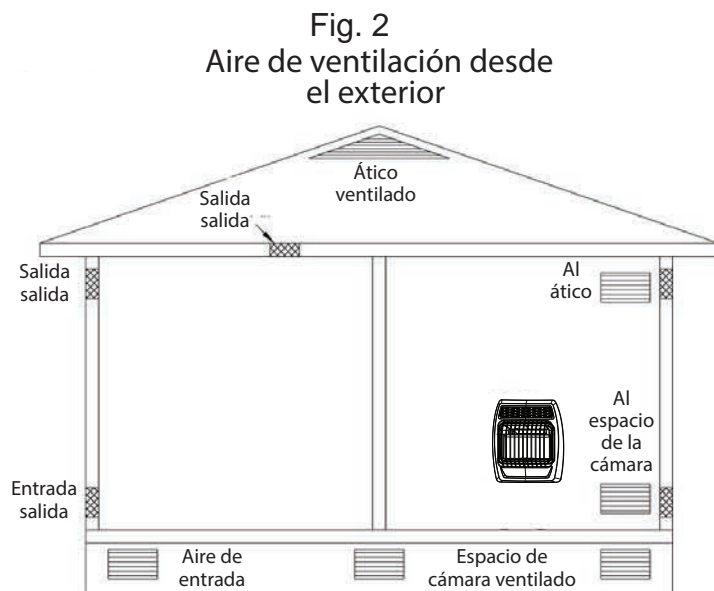 Fig. 2
Aire de ventilación desde
el exterior
Ático
ventilado
Salida
salida
Salida
salida
Al
ático
Al
espacio
de la
cámara
Entrada
salida
Aire de
entrada
Espacio de
cámara ventilado